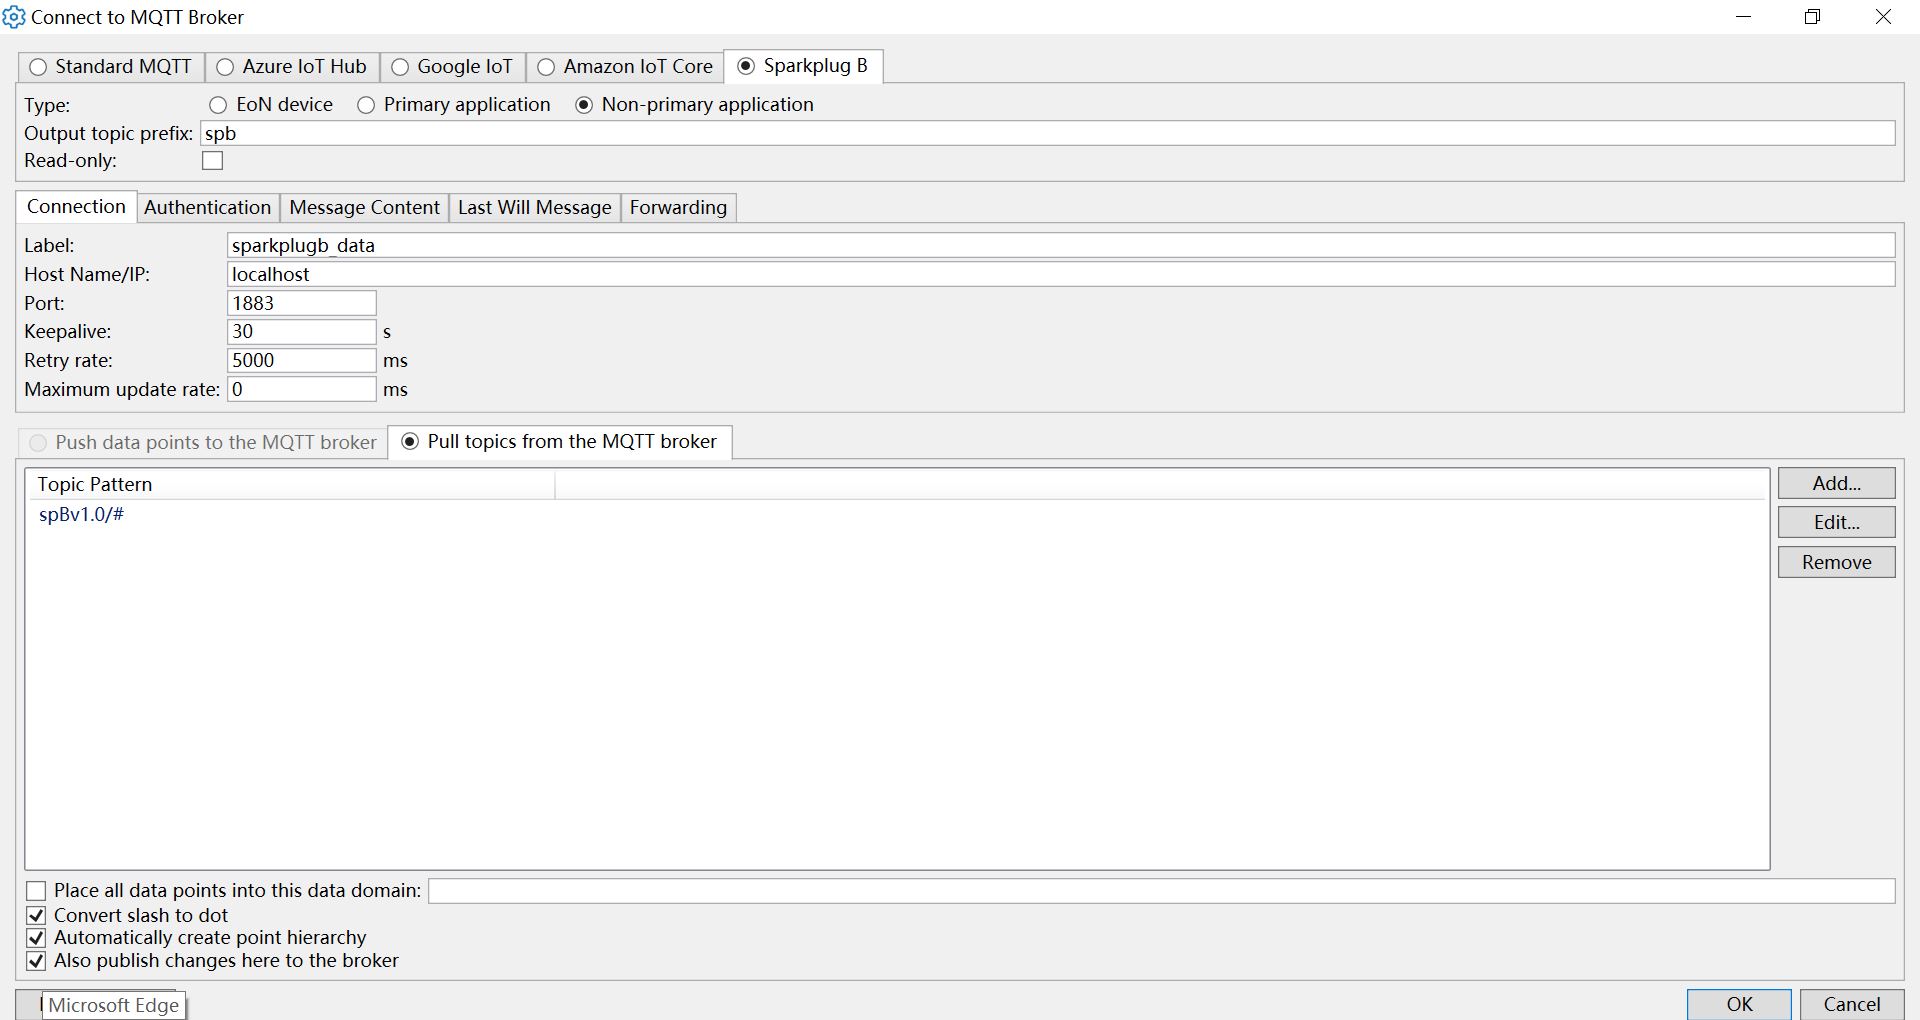 Connect to MQTT Broker
Standard MQTT Azure IoT Hub Google IoT Amazon IoT Core Sparkplug B
Type: EoN device Primary application Non-primary application
Output topic prefix: spb
Read-only:
Connection Authentication Message Content Last Will Message Forwarding
Label: sparkplugb_data
Host Name/IP: localhost
Port: 1883
Keepalive: 30 s
Retry rate: 5000 ms
Maximum update rate: 0 ms
Push data points to the MQTT broker Pull topics from the MQTT broker
Topic Pattern Add...
spBv1.0/# Edit...
Remove
Place all data points into this data domain:
Convert slash to dot
Automatically create point hierarchy
Also publish changes here to the broker
Microsoft Edge OK Cancel